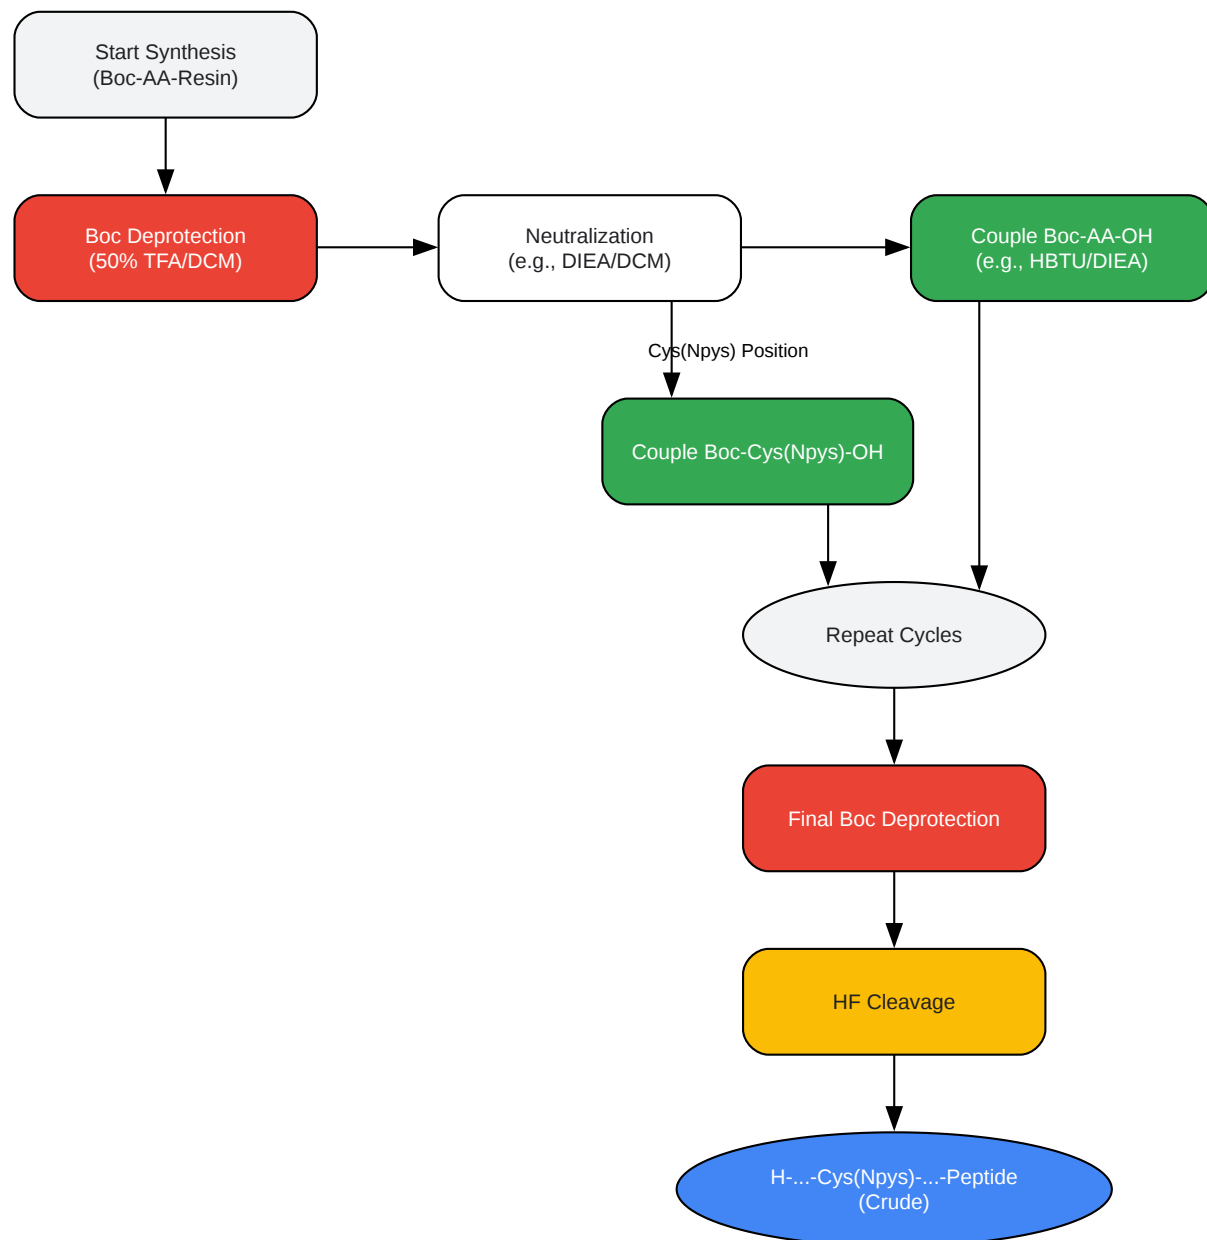 Start Synthesis
(Boc-AA-Resin)
Boc Deprotection
(50% TFA/DCM)
Neutralization
(e.g., DIEA/DCM)
Couple Boc-AA-OH
(e.g., HBTU/DIEA)
Cys(Npys) Position
Couple Boc-Cys(Npys)-OH
Repeat Cycles
Final Boc Deprotection
HF Cleavage
H-...-Cys(Npys)-...-Peptide
(Crude)